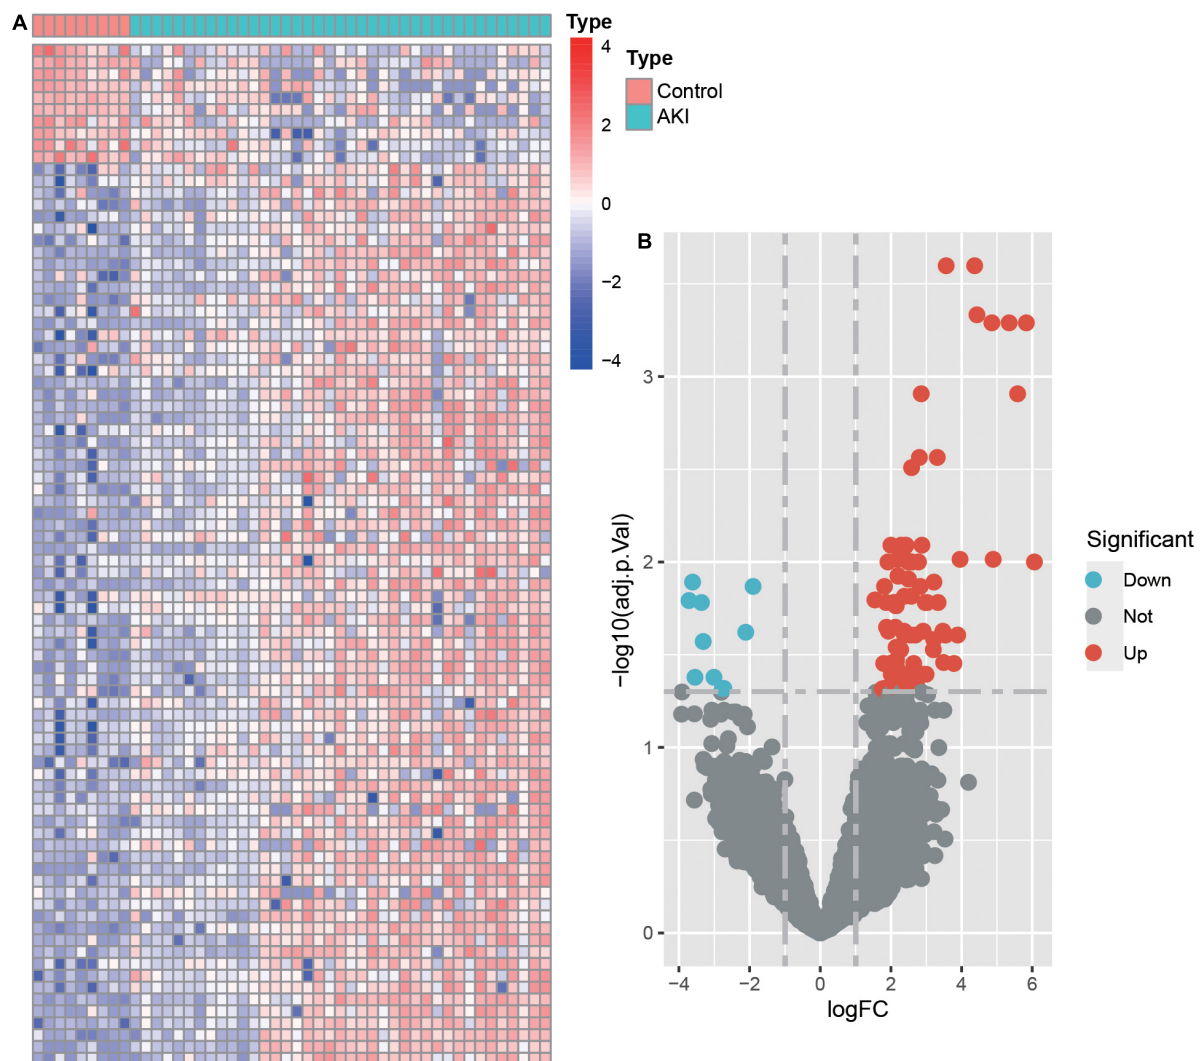 A
Type
4
2
0
−2
−4
Type
Control
AKI
B
3
2
1
0
−log10(adj.p.Val)
−4
−2
0
2
4
6
logFC
Significant
Down
Not
Up